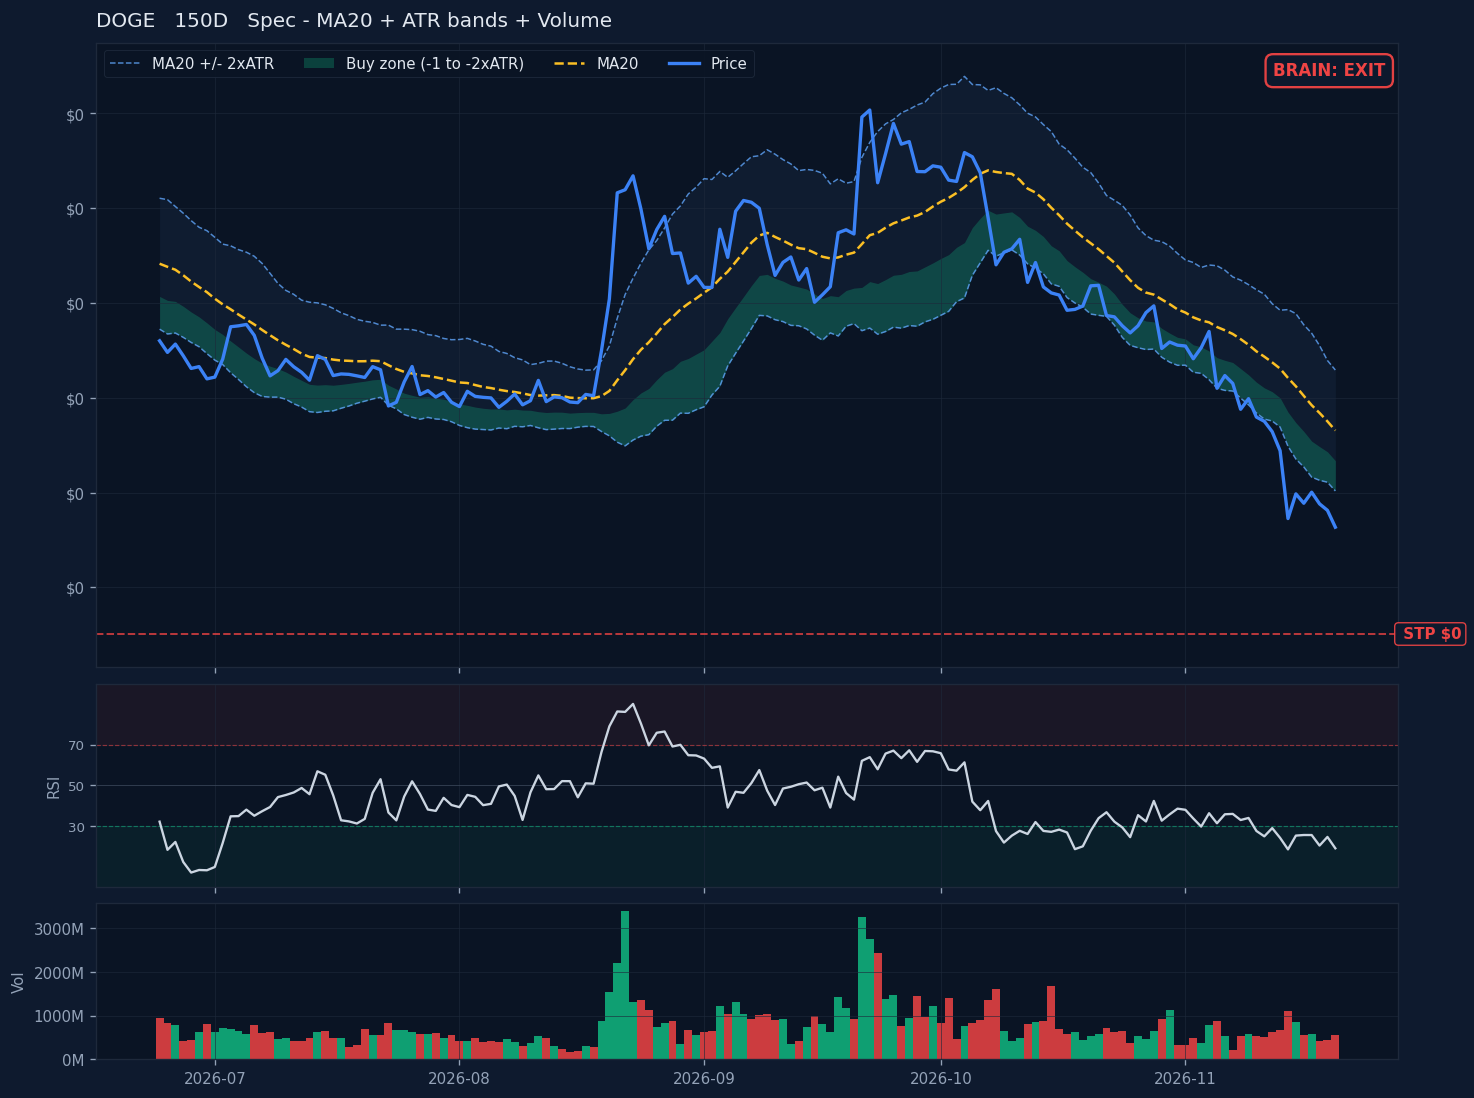 DOGE   150D   Spec - MA20 + ATR bands + Volume
MA20 +/- 2xATR
Buy zone (-1 to -2xATR)
MA20
Price
BRAIN: EXIT
$0
$0
$0
$0
$0
$0
STP $0
RSI
70
50
30
Vol
3000M
2000M
1000M
0M
2026-07
2026-08
2026-09
2026-10
2026-11